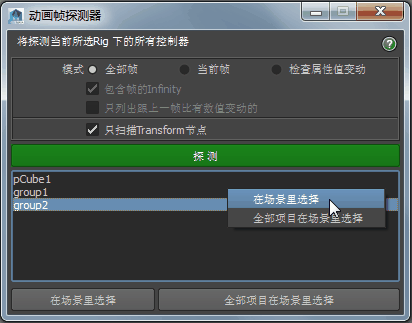 动画帧探测器
将探测当前所选Rig 下的所有控制器
模式 全部帧 当前帧 检查属性值变动
包含帧的Infinity
只列出跟上一帧比有数值变动的
只扫描Transform节点
探 测
pCube1
group1
group2
在场景里选择
全部项目在场景里选择
在场景里选择 全部项目在场景里选择